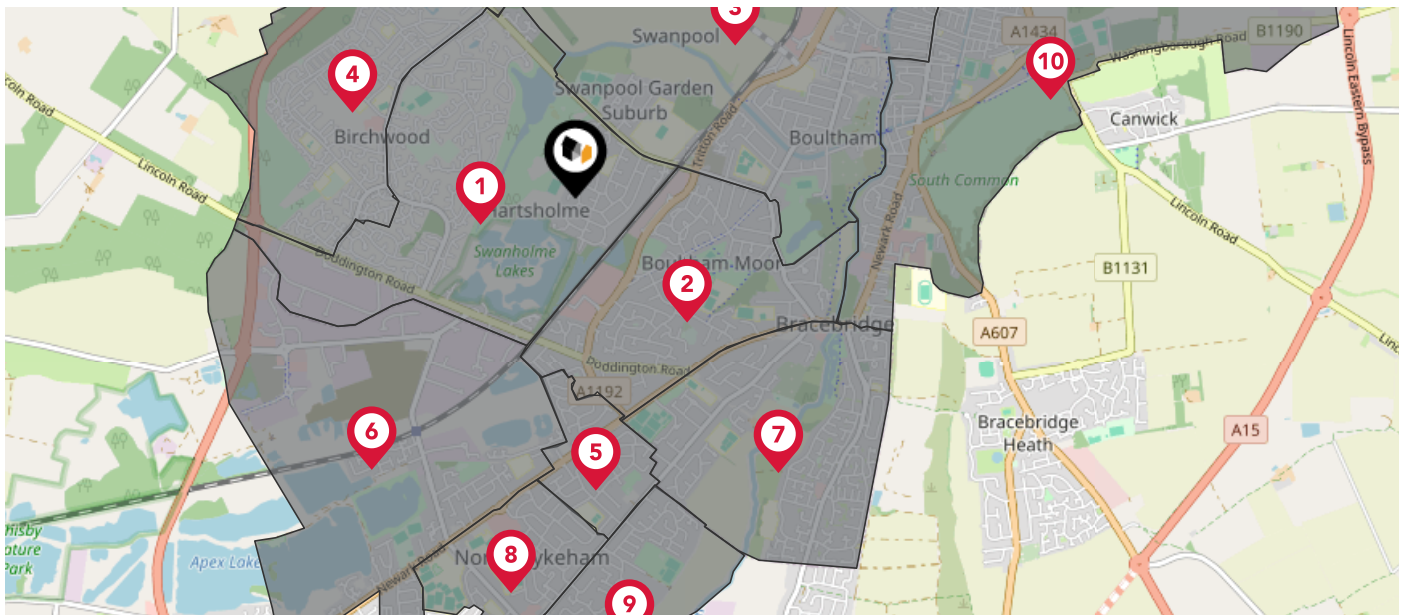 3
Swanpool
A1434
10
Washingborough Road
B1190
Lincoln Eastern Bypass
4
Swanpool Garden
Suburb
Tritton Road
Canwick
Birchwood
Boultham
Lincoln Road
1
South Common
Hartsholme
Lincoln Road
Swanholme
Lakes
Newark Road
Doddington Road
Boultham Moor
B1131
2
Bracebridge
A607
Doddington Road
A1192
6
7
5
Bracebridge
Heath
A15
Apex Lake
8
Newark Road
9